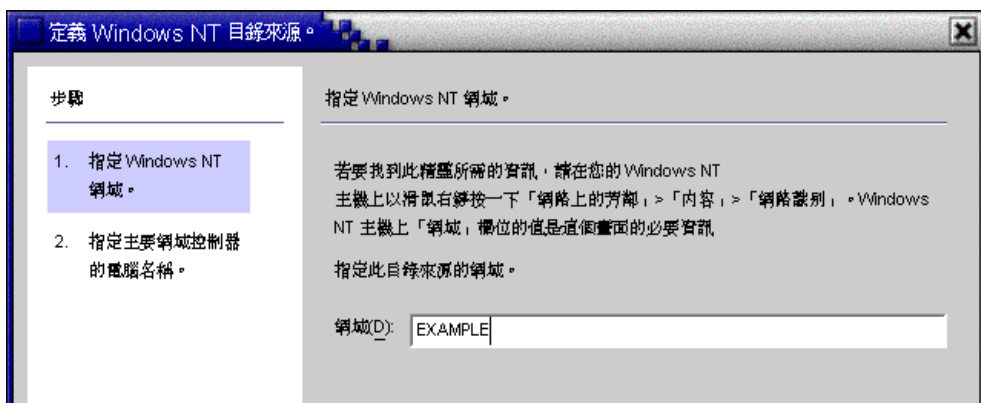 定義 Windows NT 目錄來源。
步驟
1. 指定 Windows NT
網域。
2. 指定主要網域控制器
的電腦名稱。
指定 Windows NT 網域。
若要找到此精靈所需的資訊，請在您的 Windows NT
主機上以滑鼠右鍵按一下「網路上的芳鄰」>「內容」>「網路識別」。Windows
NT 主機上「網域」欄位的值是這個畫面的必要資訊
指定此目錄來源的網域。
網域(D): EXAMPLE